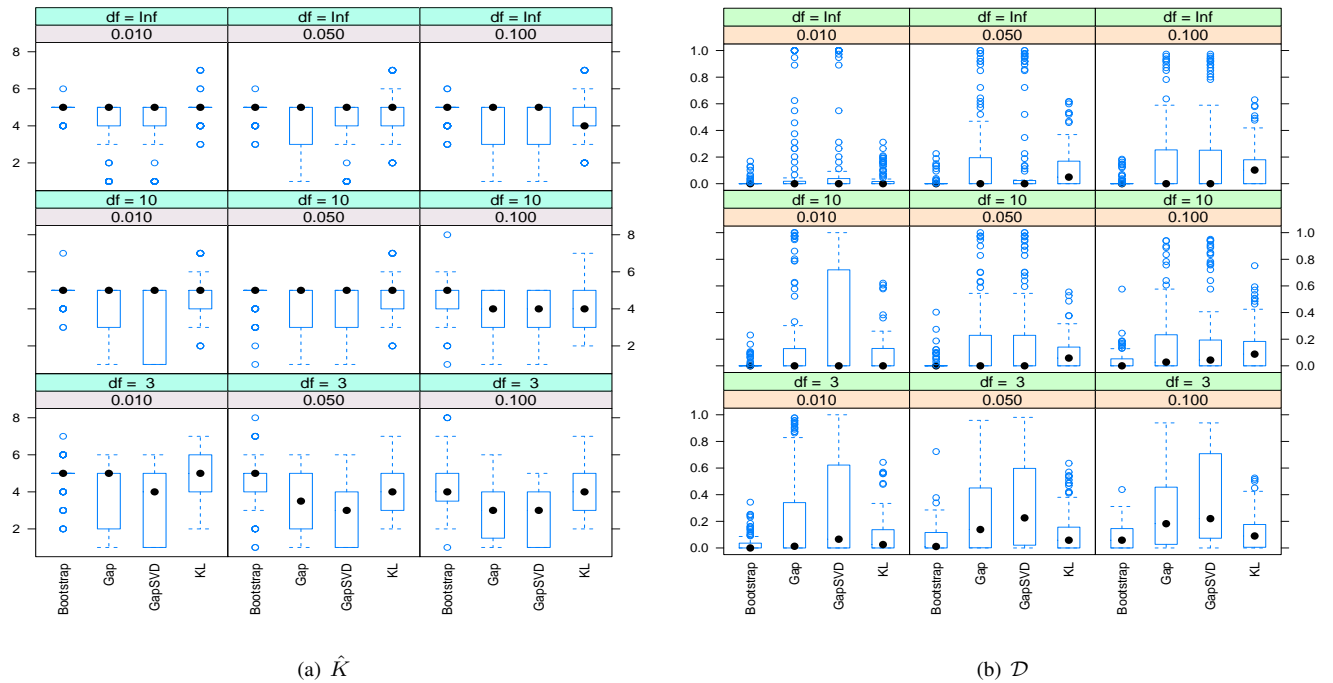 df = Inf df = Inf df = Inf
0.010 0.050 0.100
8
6
4
2
df = 10 df = 10 df = 10
0.010 0.050 0.100
8
6
4
2
df = 3 df = 3 df = 3
0.010 0.050 0.100
8
6
4
2
Bootstrap Gap GapSVD KL Bootstrap Gap GapSVD KL Bootstrap Gap GapSVD KL
(a) K̂
df = Inf df = Inf df = Inf
0.010 0.050 0.100
1.0
0.8
0.6
0.4
0.2
0.0
df = 10 df = 10 df = 10
0.010 0.050 0.100
1.0
0.8
0.6
0.4
0.2
0.0
df = 3 df = 3 df = 3
0.010 0.050 0.100
1.0
0.8
0.6
0.4
0.2
0.0
Bootstrap Gap GapSVD KL Bootstrap Gap GapSVD KL Bootstrap Gap GapSVD KL
(b) 𝒟